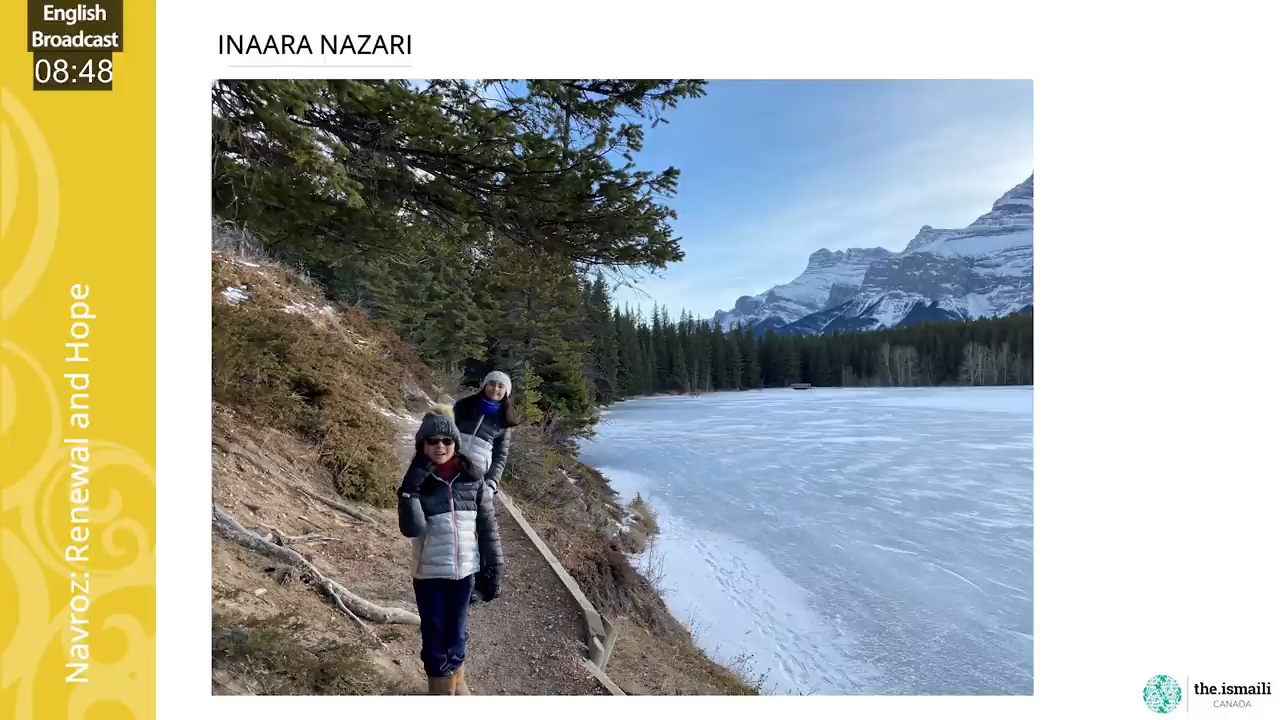 English
Broadcast
08:48
INAARA NAZARI
Navroz: Renewal and Hope
the.ismaili
CANADA